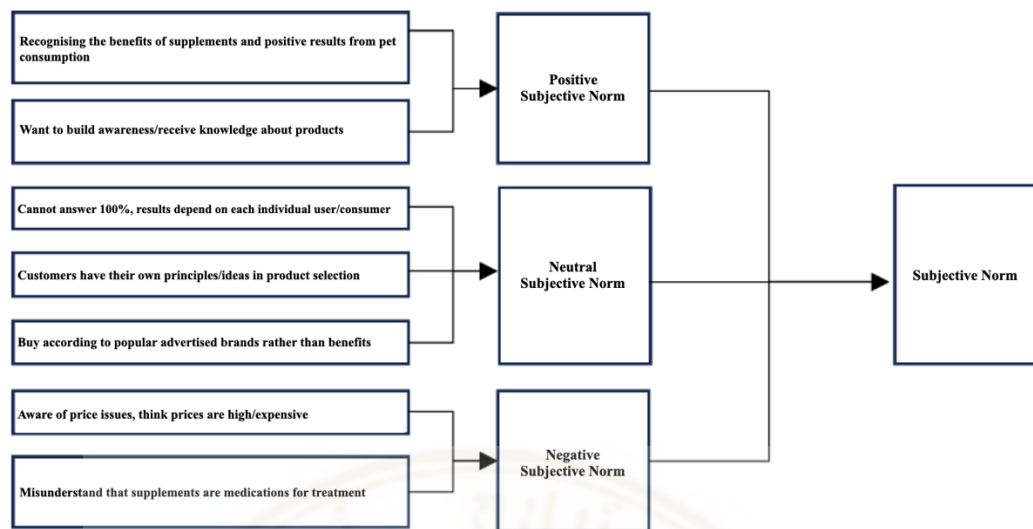 Recognising the benefits of supplements and positive results from pet
consumption
Want to build awareness/receive knowledge about products
Positive
Subjective Norm
Cannot answer 100%, results depend on each individual user/consumer
Customers have their own principles/ideas in product selection
Buy according to popular advertised brands rather than benefits
Neutral
Subjective Norm
Aware of price issues, think prices are high/expensive
Misunderstand that supplements are medications for treatment
Negative
Subjective Norm
Subjective Norm